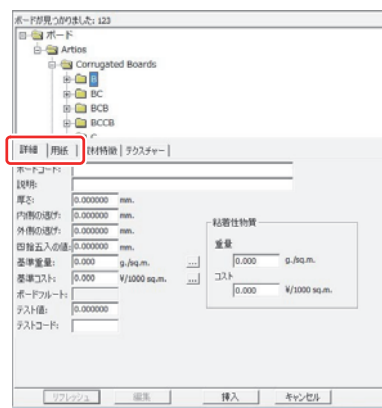 ボードが見つかりました: 123
ボード
Artios
Corrugated Boards
B
BC
BCB
BCCB
詳細 用紙 材特徴 テクスチャー
ボードコード:
説明:
厚さ: 0.000000 mm.
内側の逃げ: 0.000000 mm.
外側の逃げ: 0.000000 mm.
四捨五入の値: 0.000000 mm.
基準重量: 0.000 g./sq.m. ...
基準コスト: 0.000 ¥/1000 sq.m. ...
ボードフルート:
テスト値: 0.000000
テストコード:
粘着性物質
重量
0.000 g./sq.m.
コスト
0.000 ¥/1000 sq.m.
リフレッシュ 編集 挿入 キャンセル